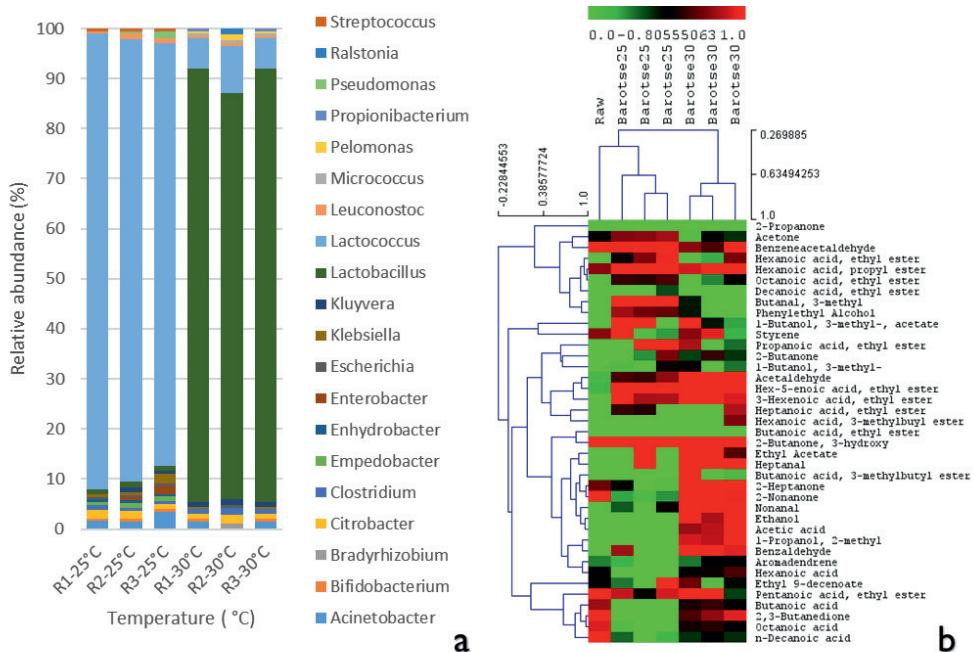 100
90
80
70
60
50
40
30
20
10
0
Relative abundance (%)
R1-25°C
R2-25°C
R3-25°C
R1-30°C
R2-30°C
R3-30°C
Temperature ( °C)
Streptococcus
Ralstonia
Pseudomonas
Propionibacterium
Pelomonas
Micrococcus
Leuconostoc
Lactococcus
Lactobacillus
Kluyvera
Klebsiella
Escherichia
Enterobacter
Enhydrobacter
Empedobacter
Clostridium
Citrobacter
Bradyrhizobium
Bifidobacterium
Acinetobacter
a
0.0-0.80555063 1.0
Raw
Barotse25
Barotse25
Barotse25
Barotse30
Barotse30
Barotse30
0.269885
0.63494253
1.0
-0.22844553
0.38577724
1.0
2-Propanone
Acetone
Benzeneacetaldehyde
Hexanoic acid, ethyl ester
Hexanoic acid, propyl ester
Octanoic acid, ethyl ester
Decanoic acid, ethyl ester
Butanal, 3-methyl
Phenylethyl Alcohol
1-Butanol, 3-methyl-, acetate
Styrene
Propanoic acid, ethyl ester
2-Butanone
1-Butanol, 3-methyl-
Acetaldehyde
Hex-5-enoic acid, ethyl ester
3-Hexenoic acid, ethyl ester
Heptanoic acid, ethyl ester
Hexanoic acid, 3-methylbuyl ester
Butanoic acid, ethyl ester
2-Butanone, 3-hydroxy
Ethyl Acetate
Heptanal
Butanoic acid, 3-methylbutyl ester
2-Heptanone
2-Nonanone
Nonanal
Ethanol
Acetic acid
1-Propanol, 2-methyl
Benzaldehyde
Aromadendrene
Hexanoic acid
Ethyl 9-decenoate
Pentanoic acid, ethyl ester
Butanoic acid
2,3-Butanedione
Octanoic acid
n-Decanoic acid
b